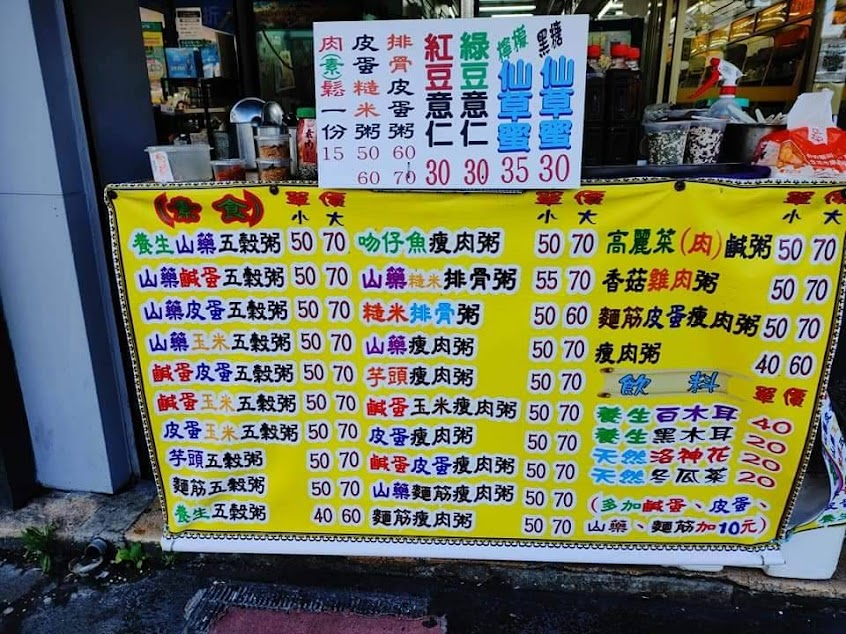 肉(素)鬆一份 15
皮蛋糙米粥 50 60
排骨皮蛋粥 60 70
紅豆薏仁 30
綠豆薏仁 30
檸檬仙草蜜 35
黑糖仙草蜜 30
(素食) 單價
小 大
養生山藥五穀粥 50 70
山藥鹹蛋五穀粥 50 70
山藥皮蛋五穀粥 50 70
山藥玉米五穀粥 50 70
鹹蛋皮蛋五穀粥 50 70
鹹蛋玉米五穀粥 50 70
皮蛋玉米五穀粥 50 70
芋頭五穀粥 50 70
麵筋五穀粥 50 70
養生五穀粥 40 60
單價
小 大
吻仔魚瘦肉粥 50 70
山藥糙米排骨粥 55 70
糙米排骨粥 50 60
山藥瘦肉粥 50 70
芋頭瘦肉粥 50 70
鹹蛋玉米瘦肉粥 50 70
皮蛋瘦肉粥 50 70
鹹蛋皮蛋瘦肉粥 50 70
山藥麵筋瘦肉粥 50 70
麵筋瘦肉粥 50 70
單價
小 大
高麗菜(肉)鹹粥 50 70
香菇雞肉粥 50 70
麵筋皮蛋瘦肉粥 50 70
瘦肉粥 40 60
飲料 單價
養生百木耳 40
養生黑木耳 20
天然洛神花 20
天然冬瓜茶 20
(多加鹹蛋、皮蛋、
山藥、麵筋加10元)